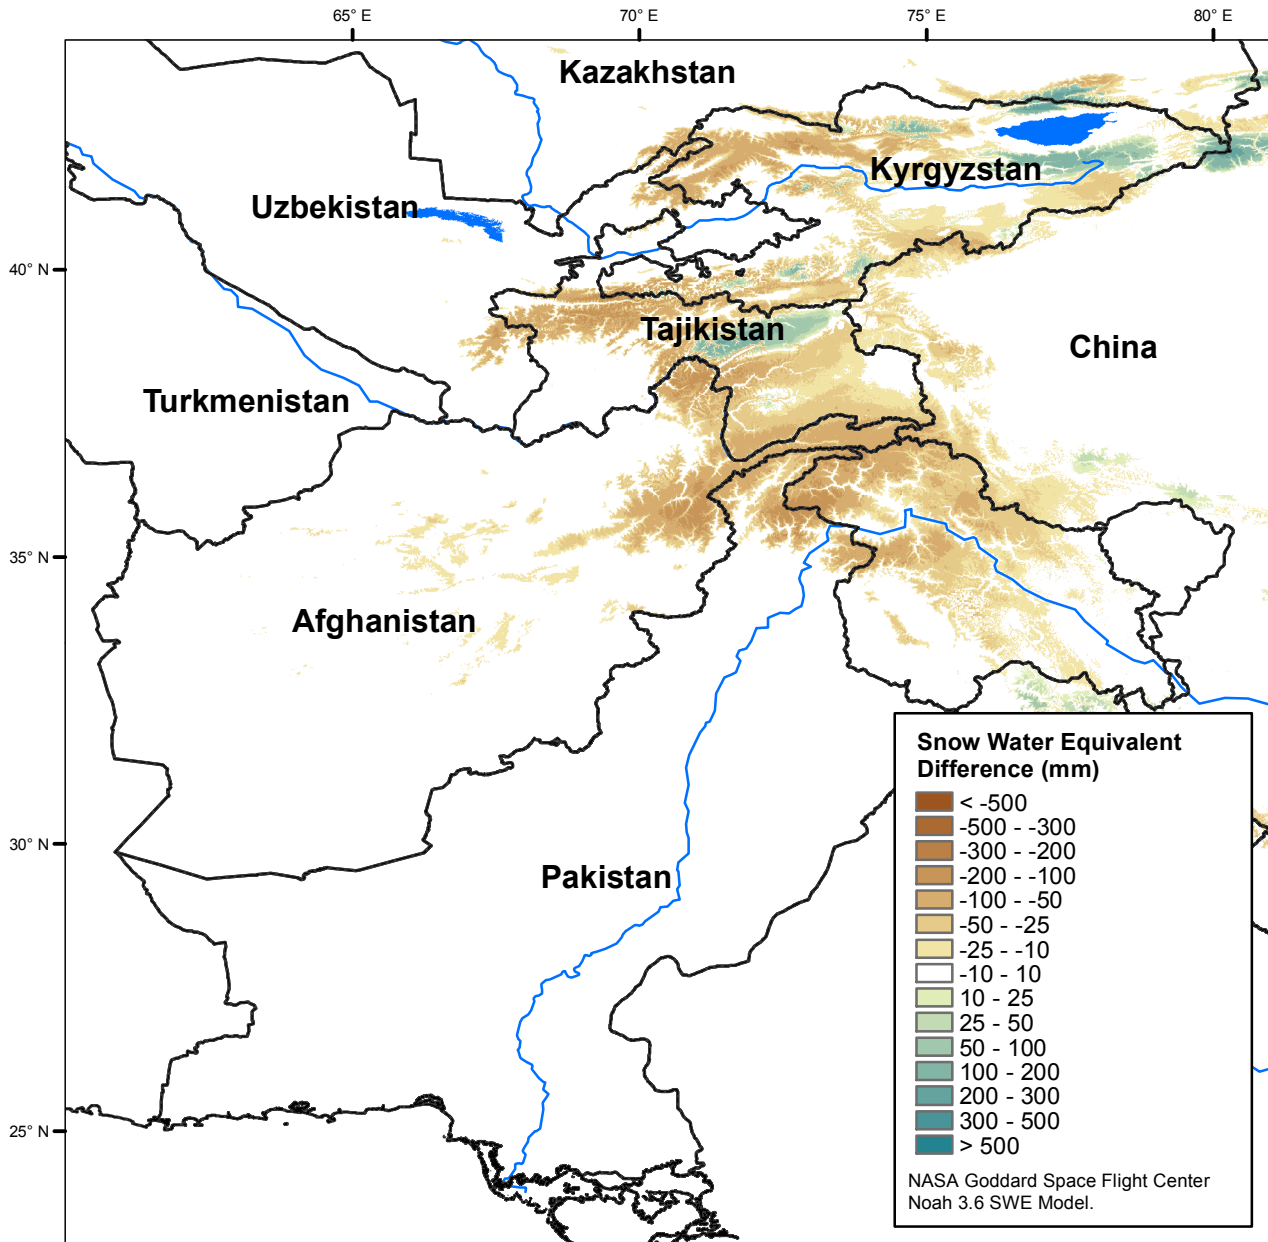 65° E
70° E
75° E
80° E
Kazakhstan
Kyrgyzstan
Uzbekistan
40° N
Tajikistan
China
Turkmenistan
35° N
Afghanistan
30° N
Pakistan
25° N
Snow Water Equivalent
Difference (mm)
< -500
-500 - -300
-300 - -200
-200 - -100
-100 - -50
-50 - -25
-25 - -10
-10 - 10
10 - 25
25 - 50
50 - 100
100 - 200
200 - 300
300 - 500
> 500
NASA Goddard Space Flight Center
Noah 3.6 SWE Model.